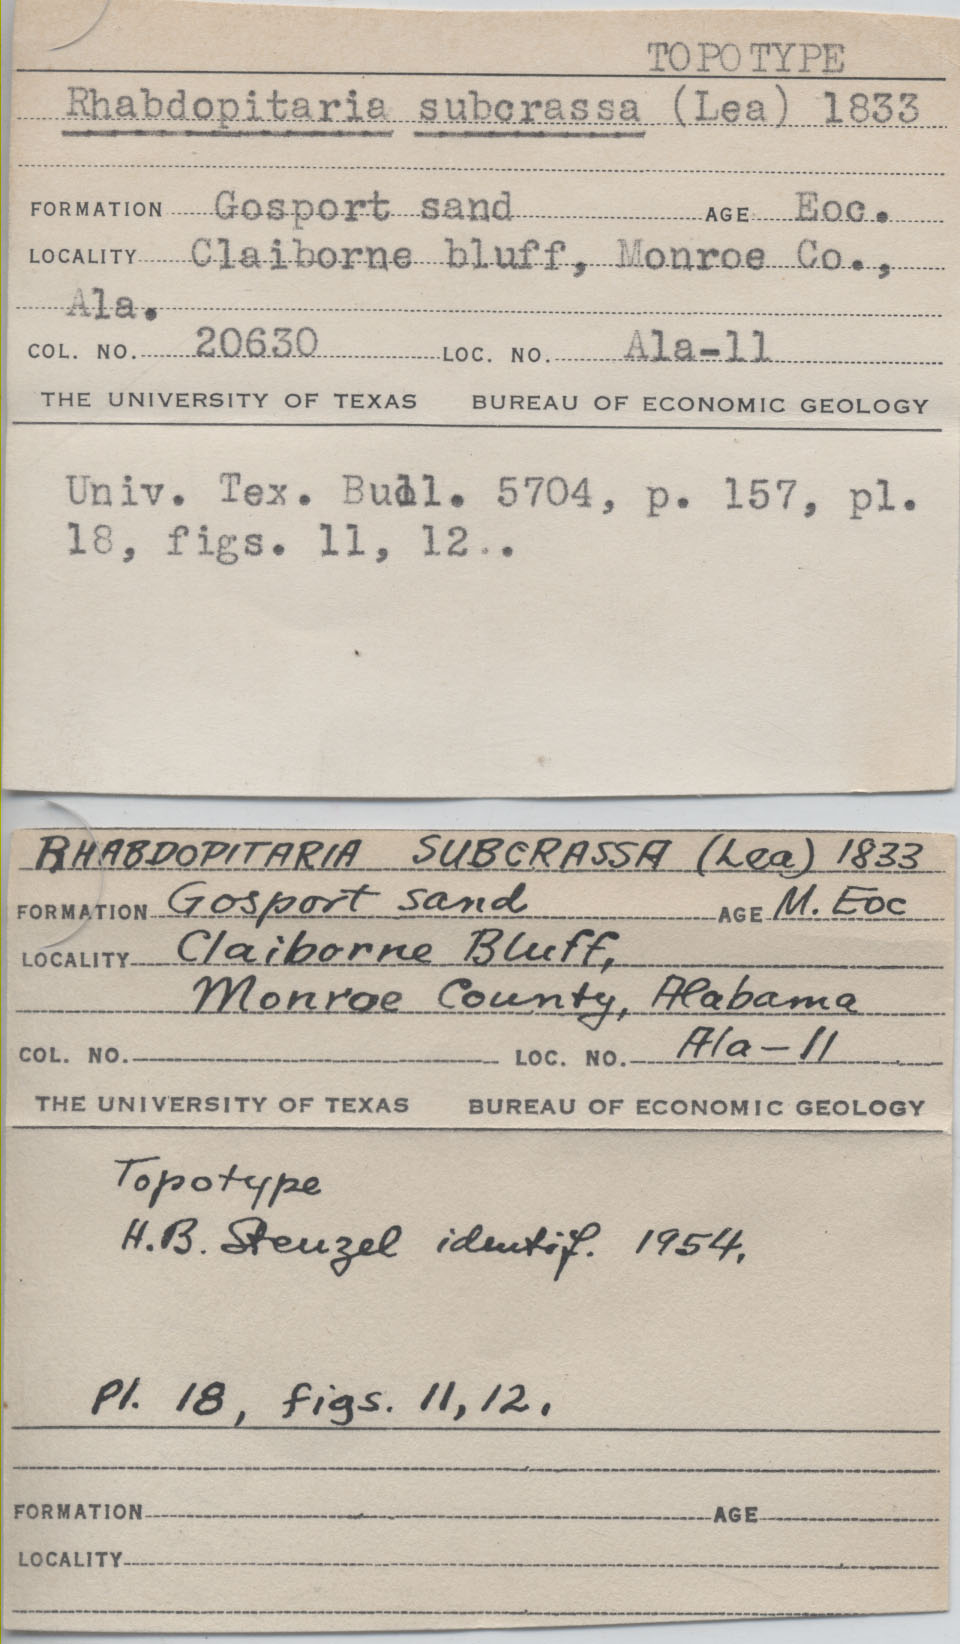 TOPOTYPE
Rhabdopitaria subcrassa (Lea) 1833
FORMATION Gosport sand AGE Eoc.
LOCALITY Claiborne bluff, Monroe Co.,
Ala.
COL. NO. 20630 LOC. NO. Ala-11
THE UNIVERSITY OF TEXAS BUREAU OF ECONOMIC GEOLOGY
Univ. Tex. Bull. 5704, p. 157, pl.
18, figs. 11, 12..
RHABDOPITARIA SUBCRASSA (Lea) 1833
FORMATION Gosport sand AGE M. Eoc
LOCALITY Claiborne Bluff,
Monroe County, Alabama
COL. NO. LOC. NO. Ala-11
THE UNIVERSITY OF TEXAS BUREAU OF ECONOMIC GEOLOGY
Topotype
H.B. Stenzel identif. 1954.
Pl. 18, figs. 11, 12.
FORMATION AGE
LOCALITY